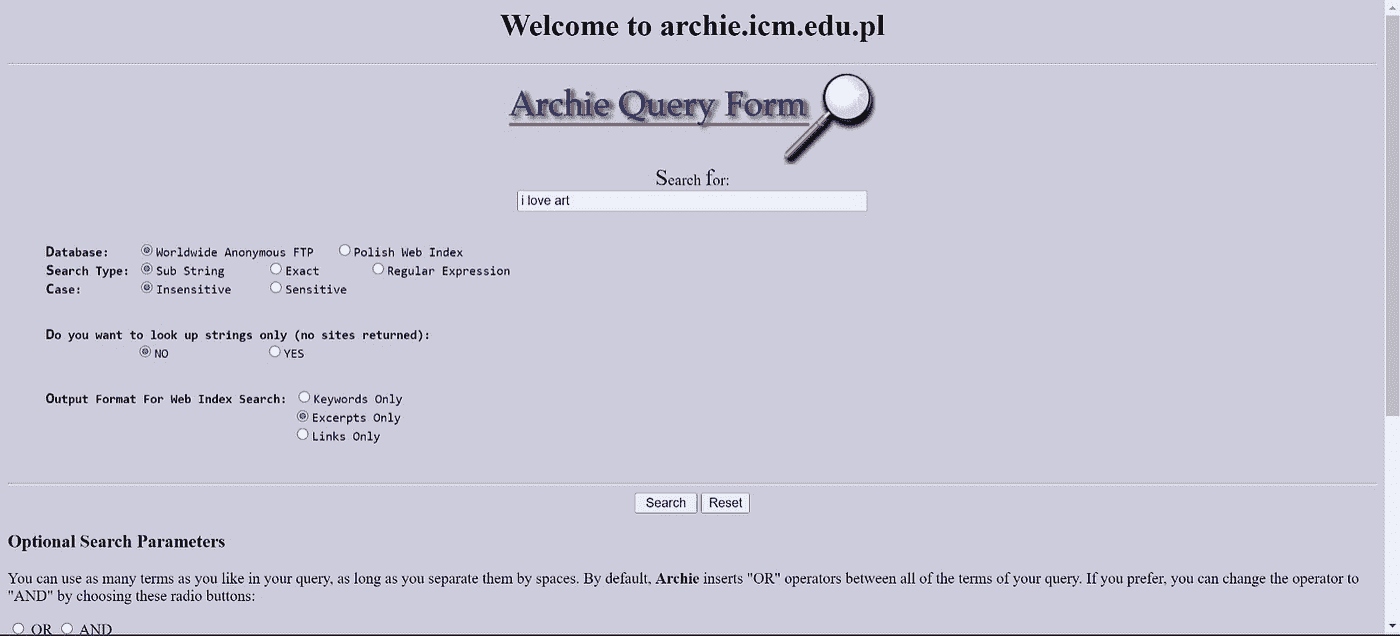 Welcome to archie.icm.edu.pl
Archie Query Form
Search for:
i love art
Database: Worldwide Anonymous FTP Polish Web Index
Search Type: Sub String Exact Regular Expression
Case: Insensitive Sensitive
Do you want to look up strings only (no sites returned):
NO YES
Output Format For Web Index Search: Keywords Only
Excerpts Only
Links Only
Search Reset
Optional Search Parameters
You can use as many terms as you like in your query, as long as you separate them by spaces. By default, Archie inserts "OR" operators between all of the terms of your query. If you prefer, you can change the operator to
"AND" by choosing these radio buttons:
OR AND